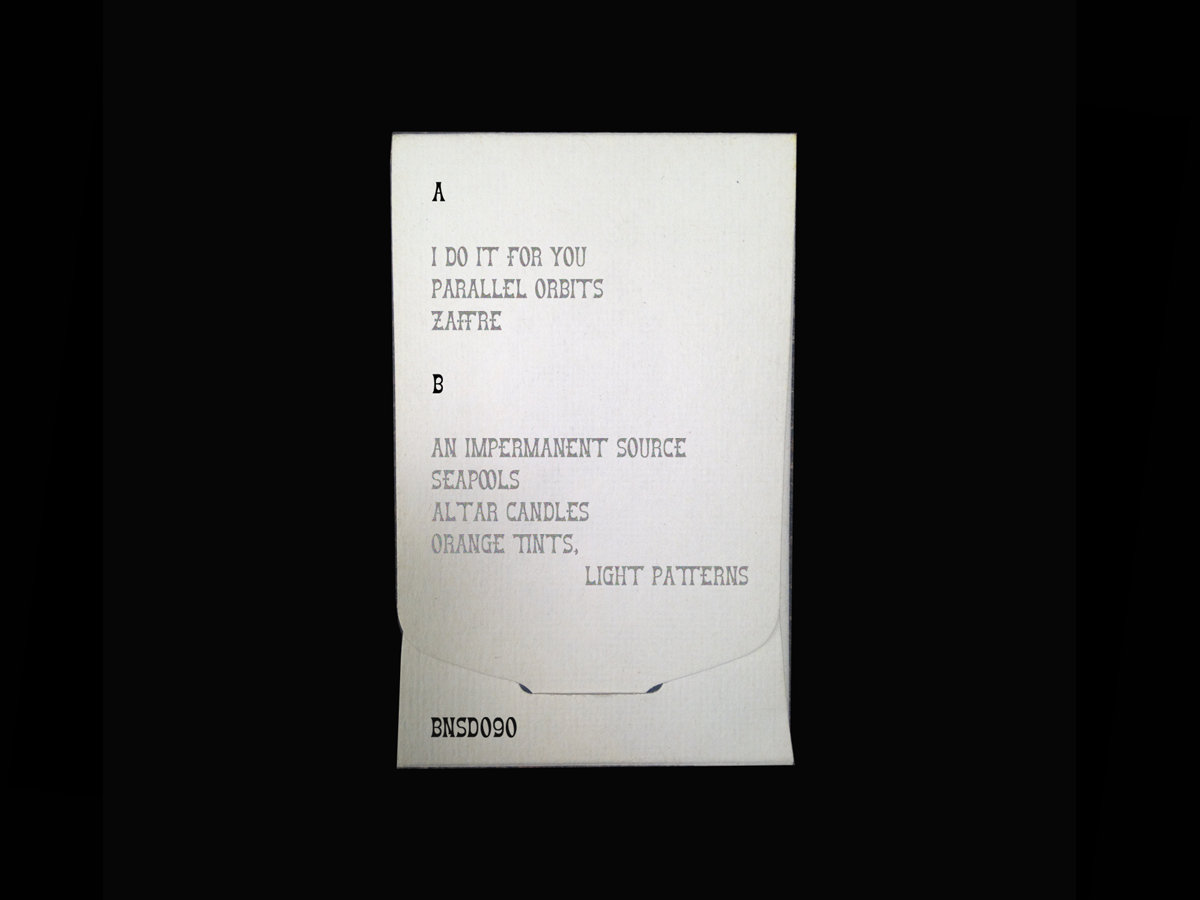 A
I DO IT FOR YOU
PARALLEL ORBITS
ZAFFRE
B
AN IMPERMANENT SOURCE
SEAPOOLS
ALTAR CANDLES
ORANGE TINTS,
LIGHT PATTERNS
BNSD090